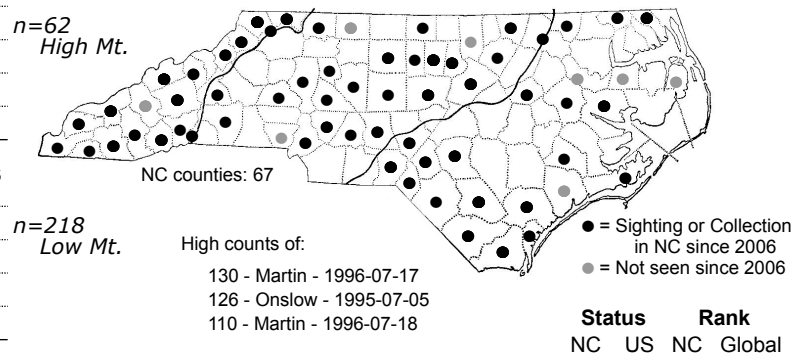 n=62
High Mt.
NC counties: 67
n=218
Low Mt.
High counts of:
130 - Martin - 1996-07-17
126 - Onslow - 1995-07-05
110 - Martin - 1996-07-18
= Sighting or Collection
in NC since 2006
= Not seen since 2006
Status Rank
NC US NC Global